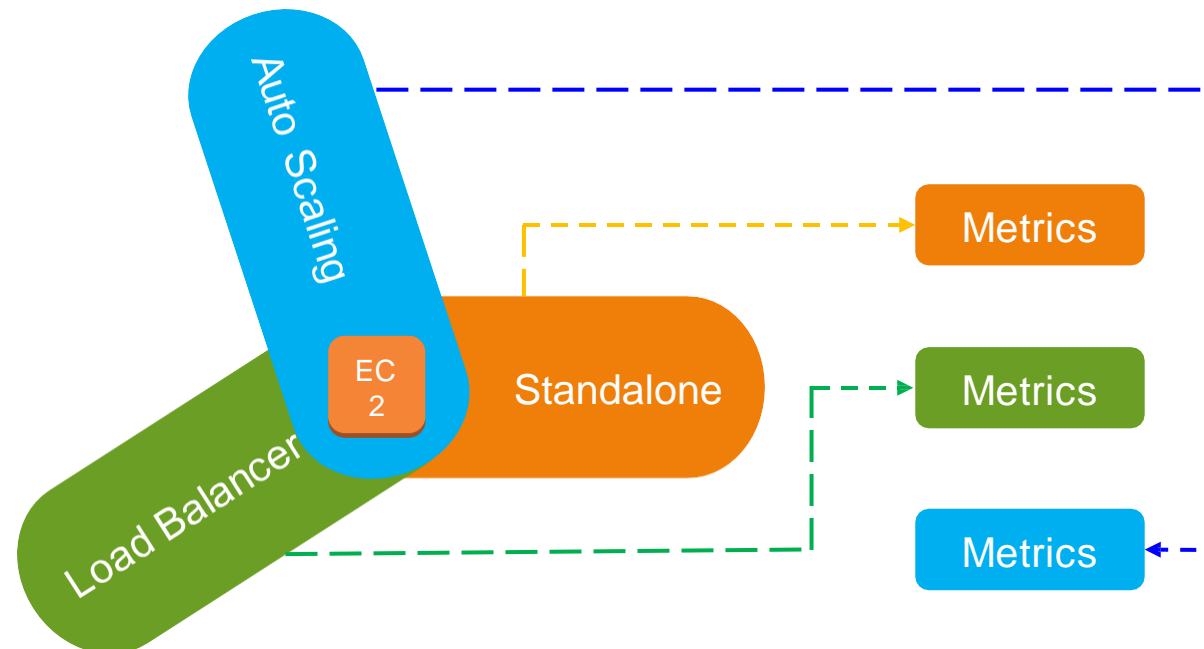 Auto Scaling
Metrics
EC
2
Standalone
Metrics
Load Balancer
Metrics